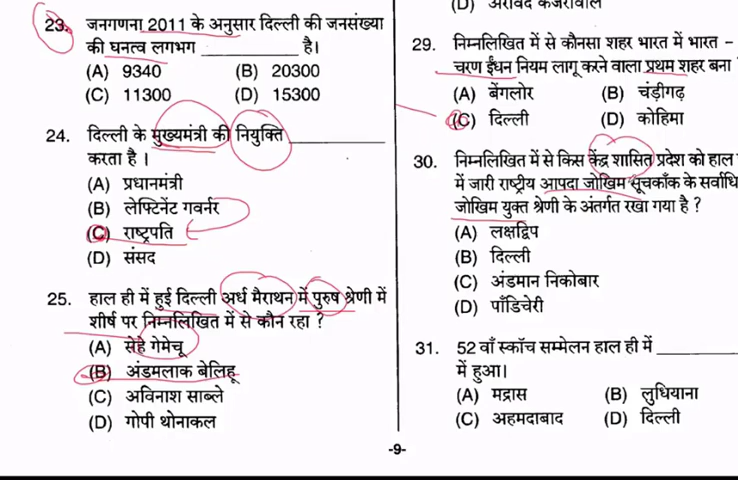 23. जनगणना 2011 के अनुसार दिल्ली की जनसंख्या
की घनत्व लगभग __________ है।
(A) 9340 (B) 20300
(C) 11300 (D) 15300
24. दिल्ली के मुख्यमंत्री की नियुक्ति __________
करता है ।
(A) प्रधानमंत्री
(B) लेफ्टिनेंट गवर्नर
(C) राष्ट्रपति
(D) संसद
25. हाल ही में हुई दिल्ली अर्ध मैराथन में पुरुष श्रेणी में
शीर्ष पर निम्नलिखित में से कौन रहा ?
(A) सेहे गेमेचू
(B) अंडमलाक बेलिहू
(C) अविनाश साब्ले
(D) गोपी थोनाकल
(D) अरविंद केजरीवाल
29. निम्नलिखित में से कौनसा शहर भारत में भारत –
चरण ईंधन नियम लागू करने वाला प्रथम शहर बना
(A) बेंगलोर (B) चंड़ीगढ़
(C) दिल्ली (D) कोहिमा
30. निम्नलिखित में से किस केंद्र शासित प्रदेश को हाल
में जारी राष्ट्रीय आपदा जोखिम सूचकाँक के सर्वाधि
जोखिम युक्त श्रेणी के अंतर्गत रखा गया है ?
(A) लक्षद्विप
(B) दिल्ली
(C) अंडमान निकोबार
(D) पाँडिचेरी
31. 52 वाँ स्कॉच सम्मेलन हाल ही में __________
में हुआ।
(A) मद्रास (B) लुधियाना
(C) अहमदाबाद (D) दिल्ली
-9-